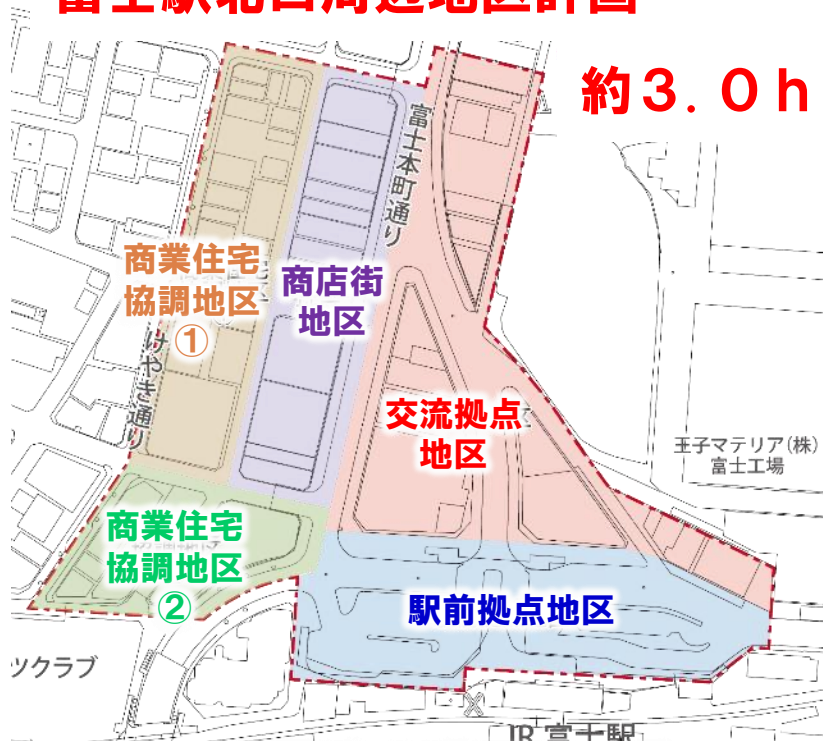 富士駅北口周辺地区計画
約3.0h
富士本町通り
商業住宅
協調地区
①
商店街
地区
けやき通り
交流拠点
地区
王子マテリア(株)
富士工場
商業住宅
協調地区
②
駅前拠点地区
ツクラブ
JR 富士駅